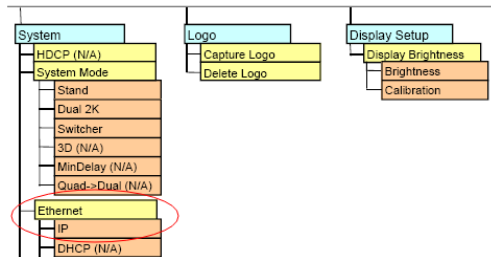 System
HDCP (N/A)
System Mode
Stand
Dual 2K
Switcher
3D (N/A)
MinDelay (N/A)
Quad->Dual (N/A)
Ethernet
IP
DHCP (N/A)
Logo
Capture Logo
Delete Logo
Display Setup
Display Brightness
Brightness
Calibration